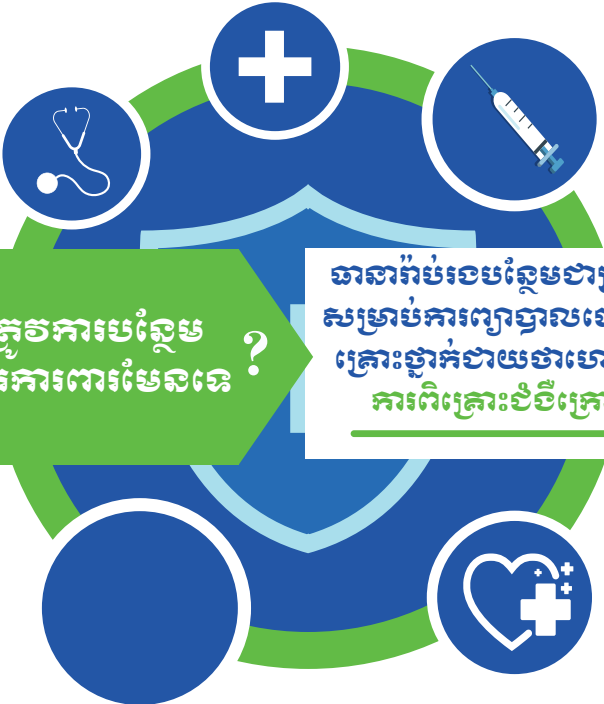 ត្រូវការបន្ថែម
ការពារមែនទេ
?
ធានារ៉ាប់រងបន្ថែមជា
សម្រាប់ការព្យាបាល
គ្រោះថ្នាក់ជាយថាហេ
ការពិគ្រោះជំងឺក្រៅ